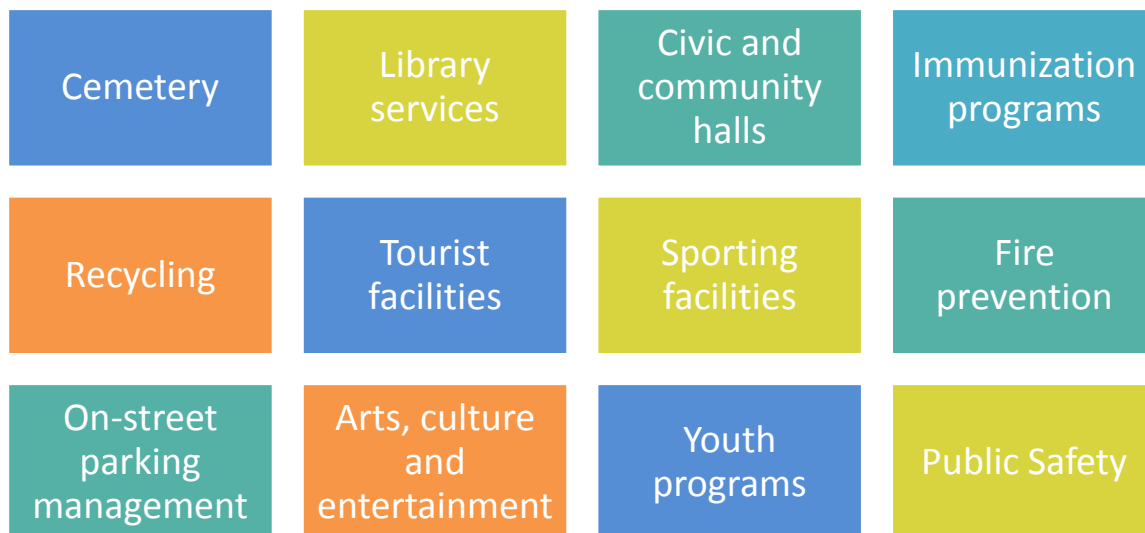 Cemetery
Library
services
Civic and
community
halls
Immunization
programs
Recycling
Tourist
facilities
Sporting
facilities
Fire
prevention
On-street
parking
management
Arts, culture
and
entertainment
Youth
programs
Public Safety